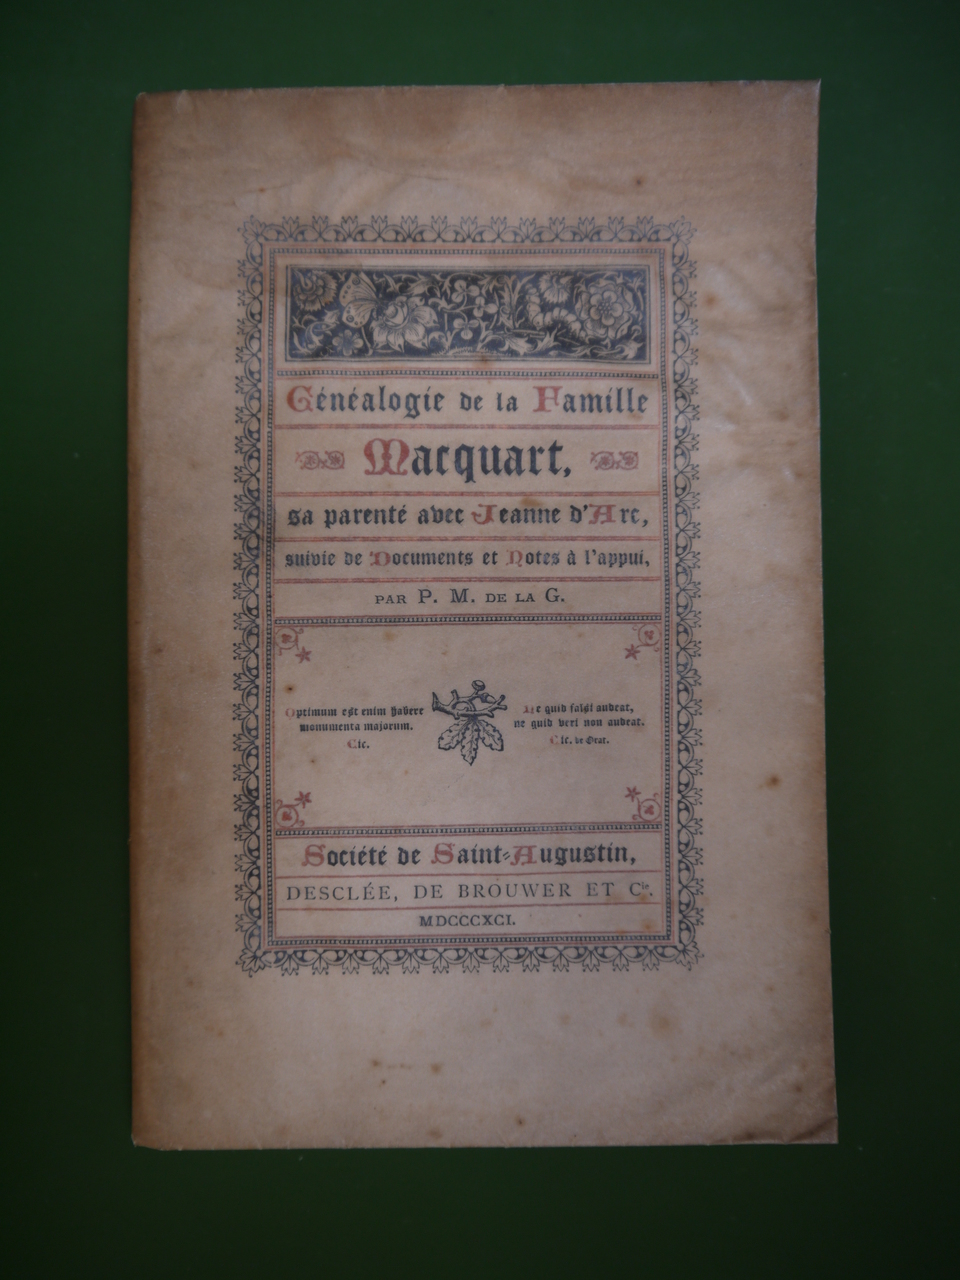 Généalogie de la Famille
Macquart,
sa parenté avec Jeanne d'Arc,
suivie de Documents et Notes à l'appui,
PAR P. M. DE LA G.
Optimum est enim habere
monumenta majorum.
Cic.
Ne quid falsi audeat,
ne quid veri non audeat.
Cic. de Orat.
Société de Saint-Augustin,
DESCLÉE, DE BROUWER ET Cie.
MDCCCXCI.